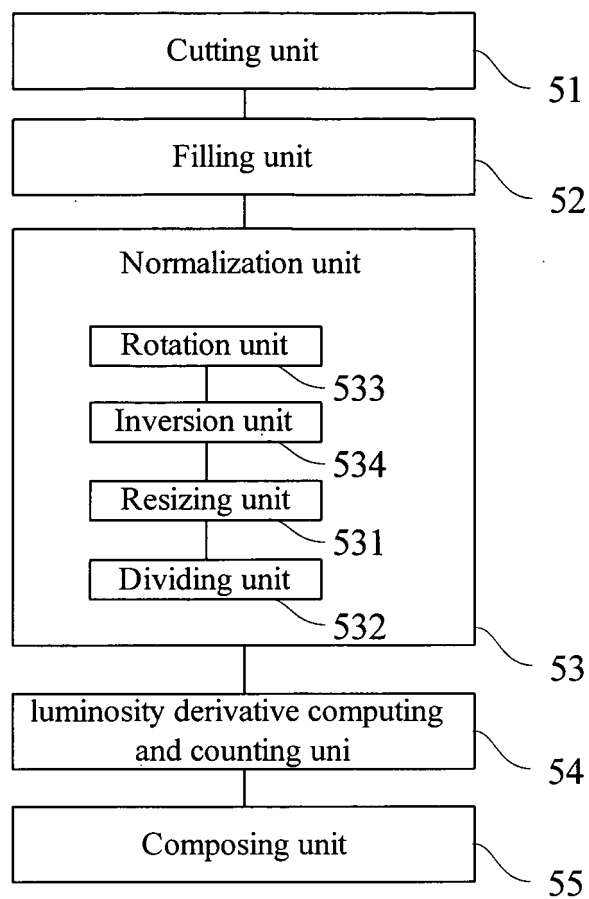 Cutting unit
51
Filling unit
52
Normalization unit
Rotation unit
533
Inversion unit
534
Resizing unit
531
Dividing unit
532
53
luminosity derivative computing
and counting uni
54
Composing unit
55